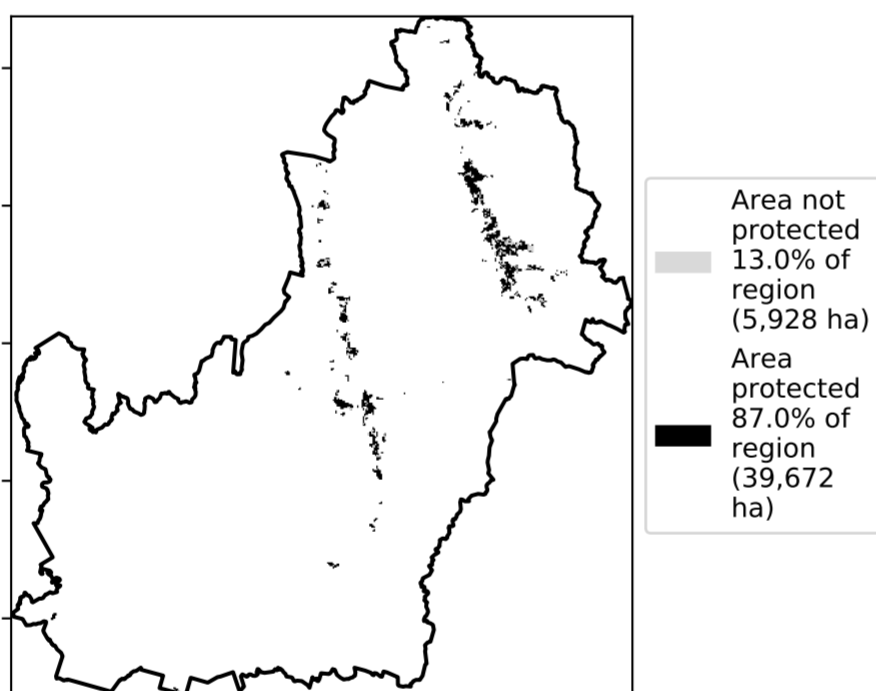 Area not
protected
13.0% of
region
(5,928 ha)
Area
protected
87.0% of
region
(39,672
ha)